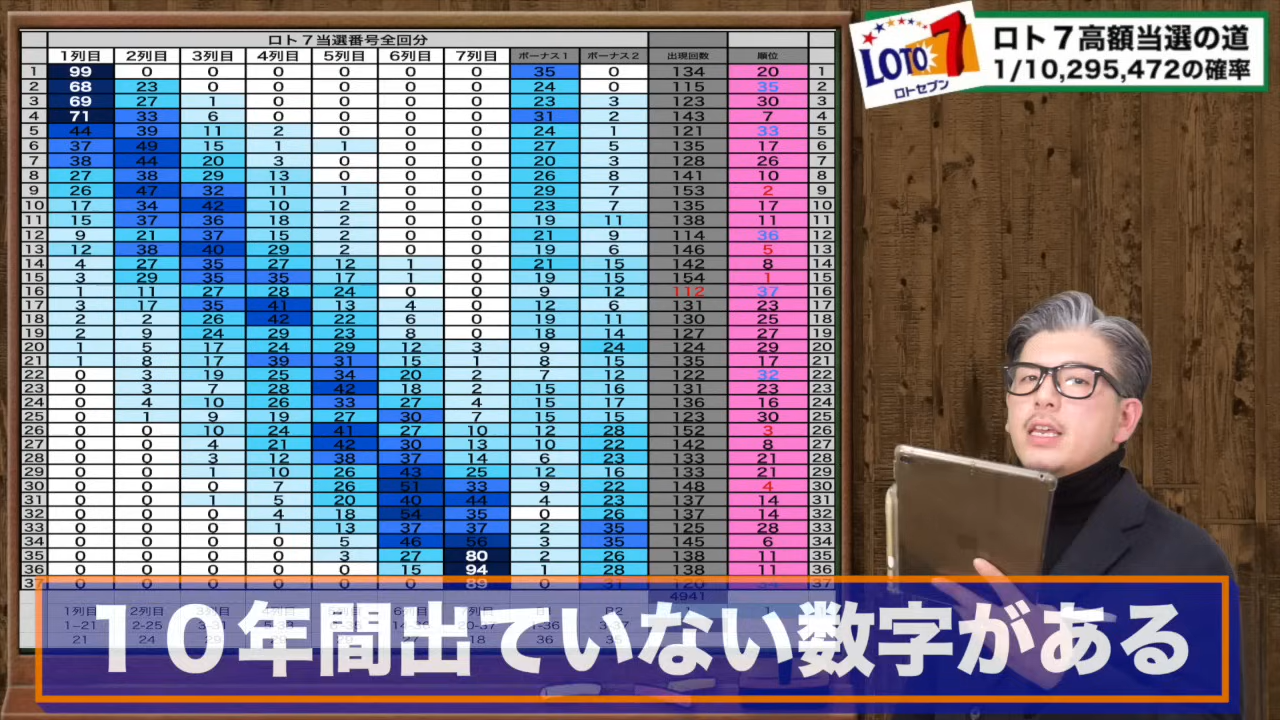 ロト７当選番号全回分
1列目 2列目 3列目 4列目 5列目 6列目 7列目 ボーナス１ ボーナス２ 出現回数 順位
1 99 0 0 0 0 0 0 35 0 134 20 1
2 68 23 0 0 0 0 0 24 0 115 35 2
3 69 27 1 0 0 0 0 23 3 123 30 3
4 71 33 6 0 0 0 0 31 2 143 7 4
5 44 39 11 2 0 0 0 24 1 121 33 5
6 37 49 15 1 1 0 0 27 5 135 17 6
7 38 44 20 3 0 0 0 20 3 128 26 7
8 27 38 29 13 0 0 0 26 8 141 10 8
9 26 47 32 11 1 0 0 29 7 153 2 9
10 17 34 42 10 2 0 0 23 7 135 17 10
11 15 37 36 18 2 0 0 19 11 138 11 11
12 9 21 37 15 2 0 0 21 9 114 36 12
13 12 38 40 29 2 0 0 19 6 146 5 13
14 4 27 35 27 12 1 0 21 15 142 8 14
15 3 29 35 35 17 1 0 19 15 154 1 15
16 1 11 27 28 24 0 0 9 12 112 37 16
17 3 17 35 41 13 4 0 12 6 131 23 17
18 2 2 26 42 22 6 0 19 11 130 25 18
19 2 9 24 29 23 8 0 18 14 127 27 19
20 1 5 17 24 29 12 3 9 24 124 29 20
21 1 8 17 39 31 15 1 8 15 135 17 21
22 0 3 19 25 34 20 2 7 12 122 32 22
23 0 3 7 28 42 18 2 15 16 131 23 23
24 0 4 10 26 33 27 4 15 17 136 16 24
25 0 1 9 19 27 30 7 15 15 123 30 25
26 0 0 10 24 41 27 10 12 28 152 3 26
27 0 0 4 21 42 30 13 10 22 142 8 27
28 0 0 3 12 38 37 14 6 23 133 21 28
29 0 0 1 10 26 43 25 12 16 133 21 29
30 0 0 0 7 26 51 33 9 22 148 4 30
31 0 0 1 5 20 40 44 4 23 137 14 31
32 0 0 0 4 18 54 35 0 26 137 14 32
33 0 0 0 1 13 37 37 2 35 125 28 33
34 0 0 0 0 5 46 56 3 35 145 6 34
35 0 0 0 0 3 27 80 2 26 138 11 35
36 0 0 0 0 0 15 94 1 28 138 11 36
37 0 0 0 0 0 0 89 0 31 120 34 37
4941
LOTO 7
ロトセブン
ロト７高額当選の道
1/10,295,472の確率
１０年間出ていない数字がある